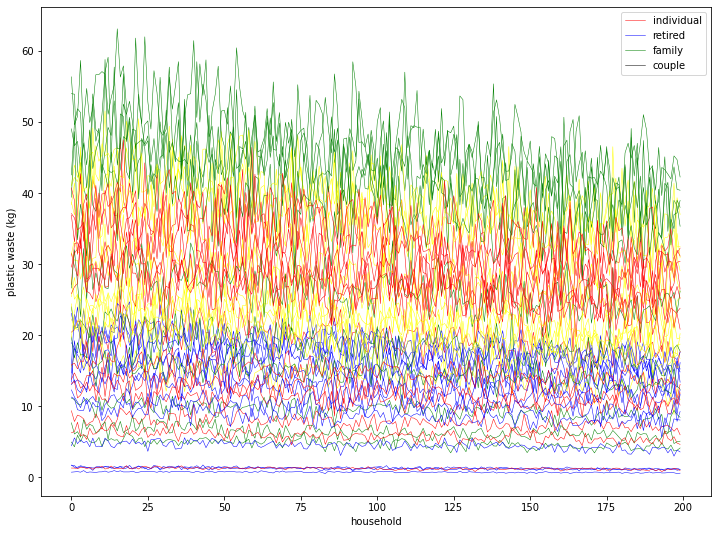 individual
retired
family
couple
60
50
40
30
20
10
0
plastic waste (kg)
0 25 50 75 100 125 150 175 200
household